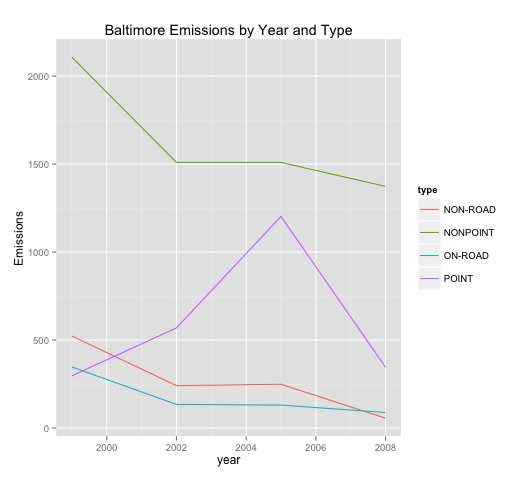 Baltimore Emissions by Year and Type
Emissions
2000
1500
1000
500
0
2000 2002 2004 2006 2008
year
type
NON-ROAD
NONPOINT
ON-ROAD
POINT